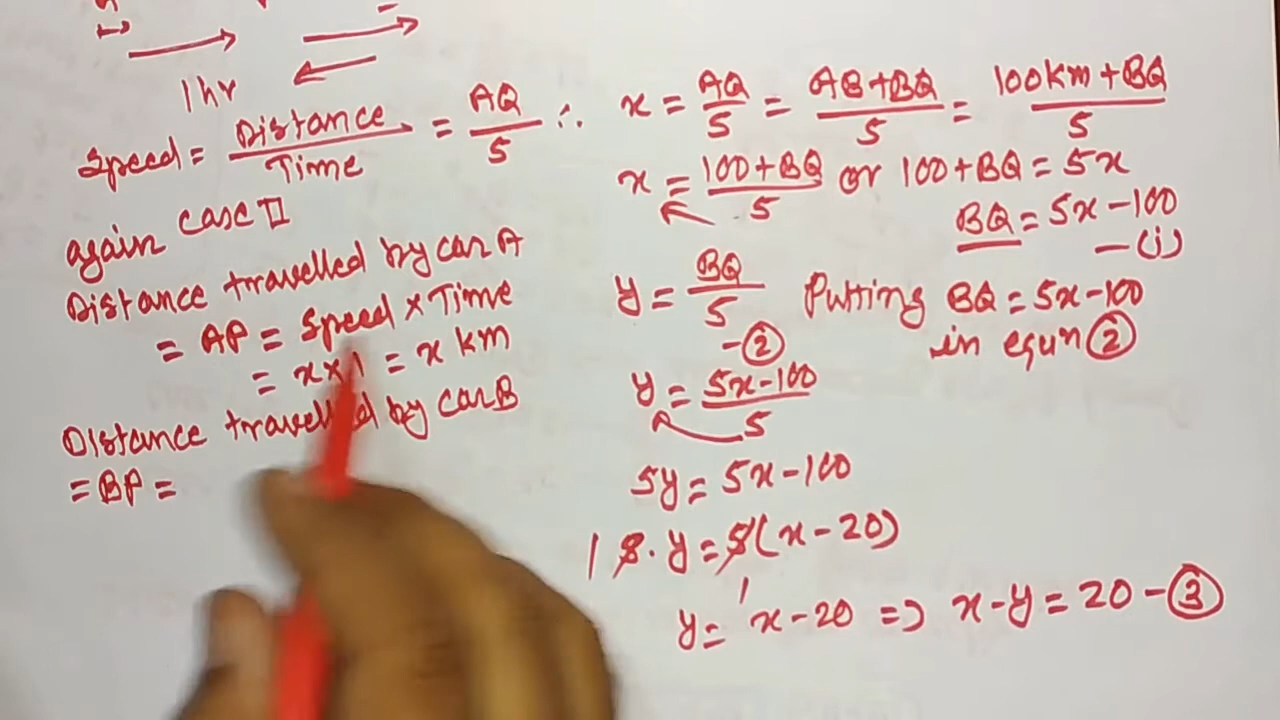 1hr
Speed = Distance / Time = AQ / 5 ∴
again case II
Distance travelled by car A
= AP = Speed × Time
= x × 1 = x km
Distance travelled by car B
= BP =
x = AQ / 5 = AB + BQ / 5 = 100km + BQ / 5
x = 100 + BQ / 5 or 100 + BQ = 5x
BQ = 5x - 100
- (i)
y = BQ / 5 Putting BQ = 5x - 100
- ② in equn ②
y = 5x - 100 / 5
5y = 5x - 100
1 5 . y = 5 (x - 20)
1
y = x - 20 => x - y = 20 - ③